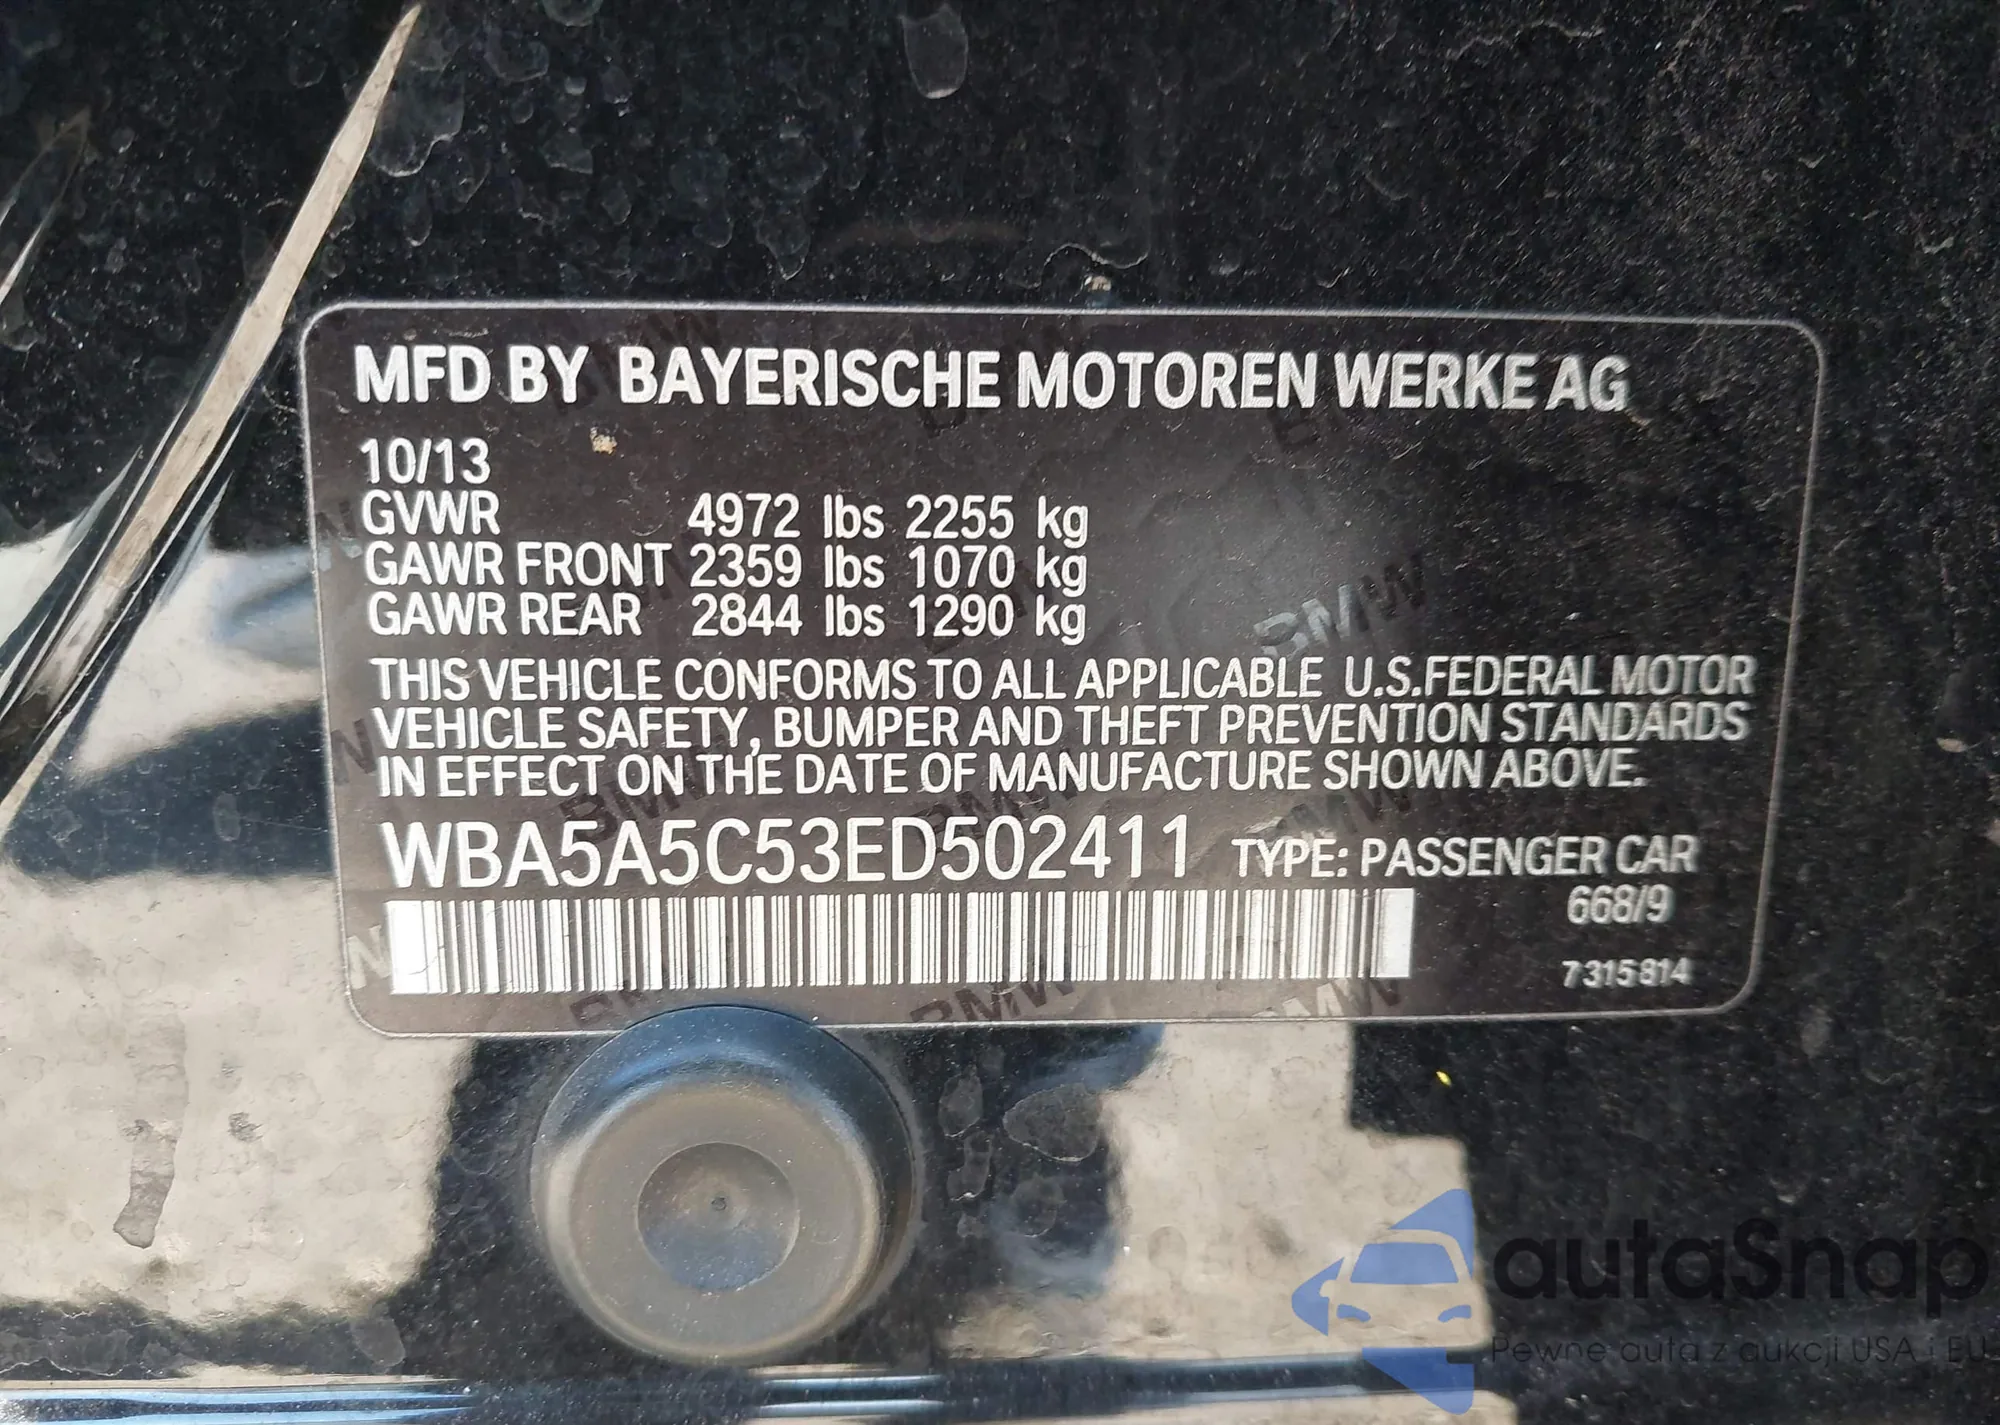 MFD BY BAYERISCHE MOTOREN WERKE AG
10/13
GVWR 4972 lbs 2255 kg
GAWR FRONT 2359 lbs 1070 kg
GAWR REAR 2844 lbs 1290 kg
THIS VEHICLE CONFORMS TO ALL APPLICABLE U.S.FEDERAL MOTOR
VEHICLE SAFETY, BUMPER AND THEFT PREVENTION STANDARDS
IN EFFECT ON THE DATE OF MANUFACTURE SHOWN ABOVE.
WBA5A5C53ED502411 TYPE: PASSENGER CAR
668/9
7315814
autaSnap
Pewne auta z aukcji USA i EU